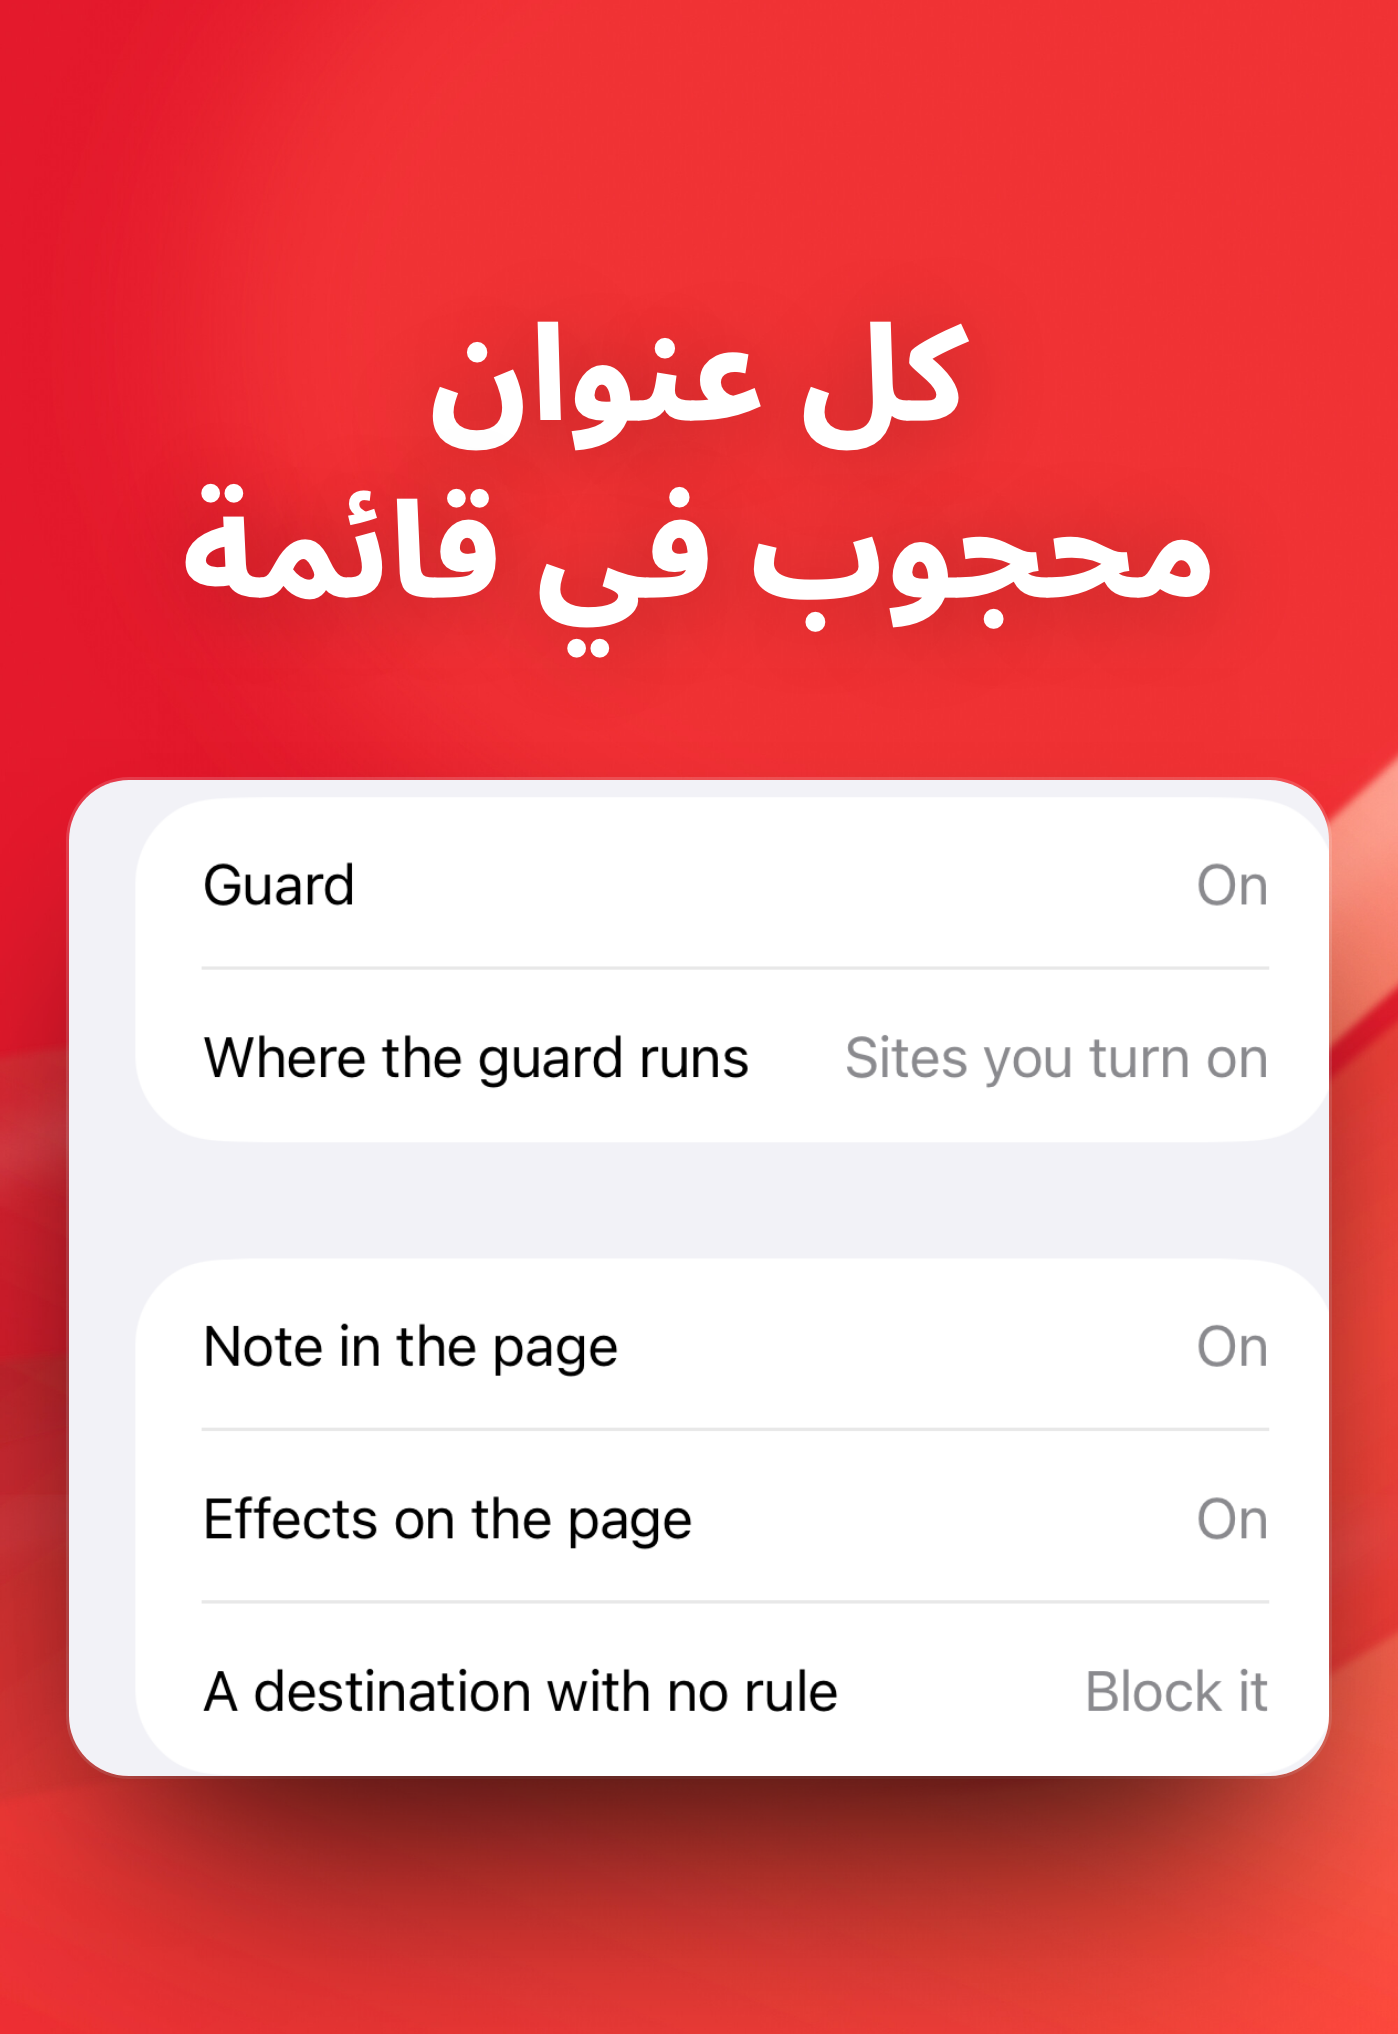 كل عنوان
محجوب في قائمة
Guard On
Where the guard runs Sites you turn on
Note in the page On
Effects on the page On
A destination with no rule Block it